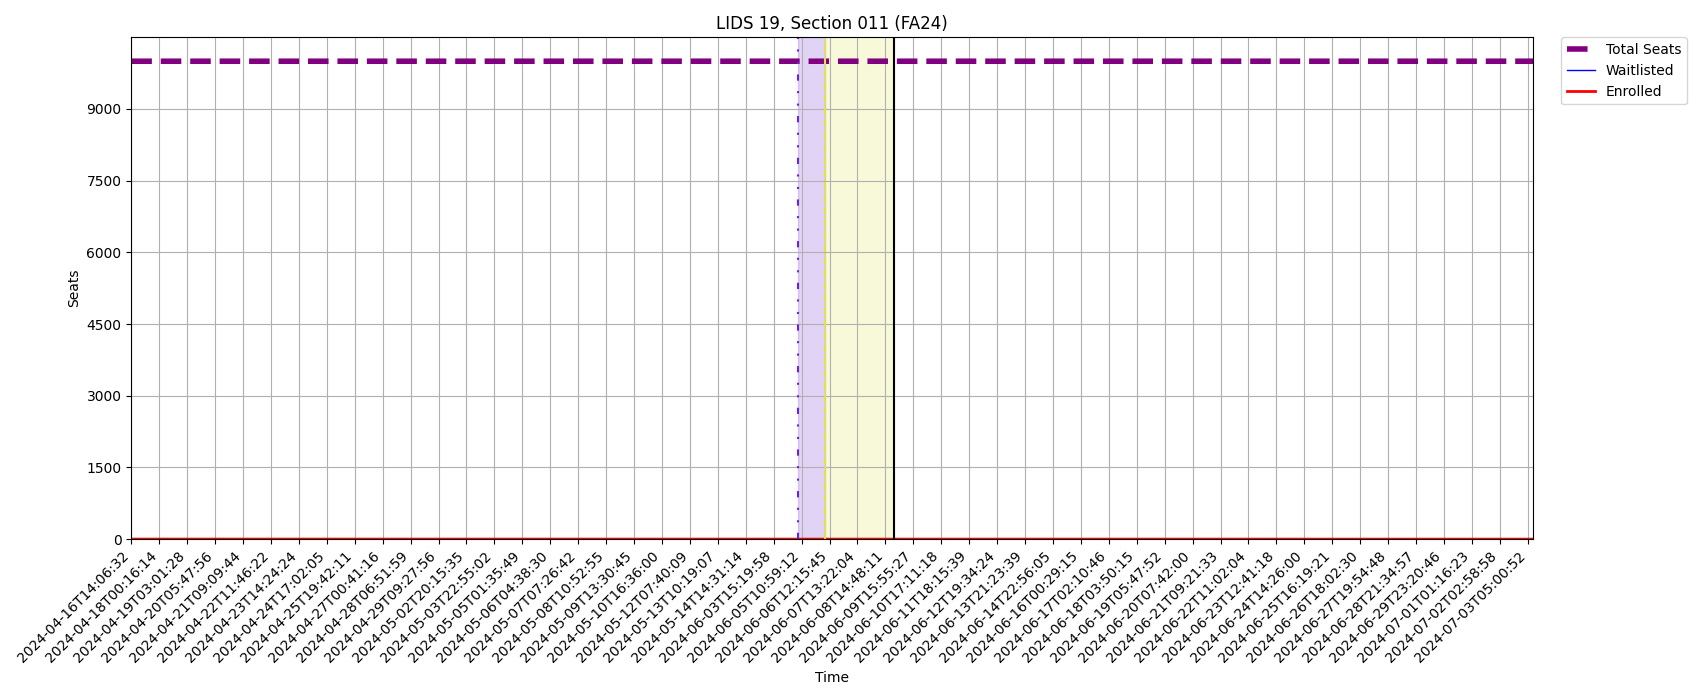 LIDS 19, Section 011 (FA24)
Total Seats
Waitlisted
Enrolled
Seats
9000
7500
6000
4500
3000
1500
0
2024-04-16T14:06:32
2024-04-18T00:16:14
2024-04-19T03:01:28
2024-04-20T05:47:56
2024-04-21T09:09:44
2024-04-22T11:46:22
2024-04-23T14:24:24
2024-04-24T17:02:05
2024-04-25T19:42:11
2024-04-27T00:41:16
2024-04-28T06:51:59
2024-04-29T09:27:56
2024-05-02T20:15:35
2024-05-03T22:55:02
2024-05-05T01:35:49
2024-05-06T04:38:30
2024-05-07T07:26:42
2024-05-08T10:52:55
2024-05-09T13:30:45
2024-05-10T16:36:00
2024-05-12T07:40:09
2024-05-13T10:19:07
2024-05-14T14:31:14
2024-06-03T15:19:58
2024-06-05T10:59:12
2024-06-06T12:15:45
2024-06-07T13:22:04
2024-06-08T14:48:11
2024-06-09T15:55:27
2024-06-10T17:11:18
2024-06-11T18:15:39
2024-06-12T19:34:24
2024-06-13T21:23:39
2024-06-14T22:56:05
2024-06-16T00:29:15
2024-06-17T02:10:46
2024-06-18T03:50:15
2024-06-19T05:47:52
2024-06-20T07:42:00
2024-06-21T09:21:33
2024-06-22T11:02:04
2024-06-23T12:41:18
2024-06-24T14:26:00
2024-06-25T16:19:21
2024-06-26T18:02:30
2024-06-27T19:54:48
2024-06-28T21:34:57
2024-06-29T23:20:46
2024-07-01T01:16:23
2024-07-02T02:58:58
2024-07-03T05:00:52
Time